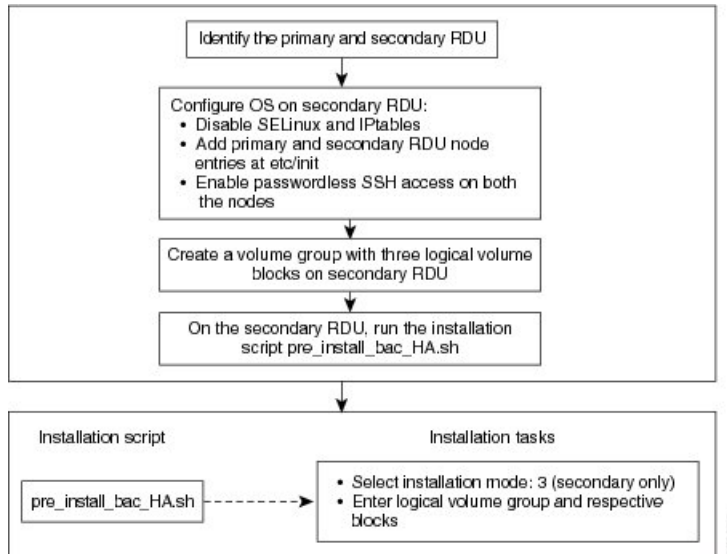 Identify the primary and secondary RDU
Configure OS on secondary RDU:
• Disable SELinux and IPtables
• Add primary and secondary RDU node
entries at etc/init
• Enable passwordless SSH access on both
the nodes
Create a volume group with three logical volume
blocks on secondary RDU
On the secondary RDU, run the installation
script pre_install_bac_HA.sh
Installation script
Installation tasks
pre_install_bac_HA.sh
• Select installation mode: 3 (secondary only)
• Enter logical volume group and respective
blocks